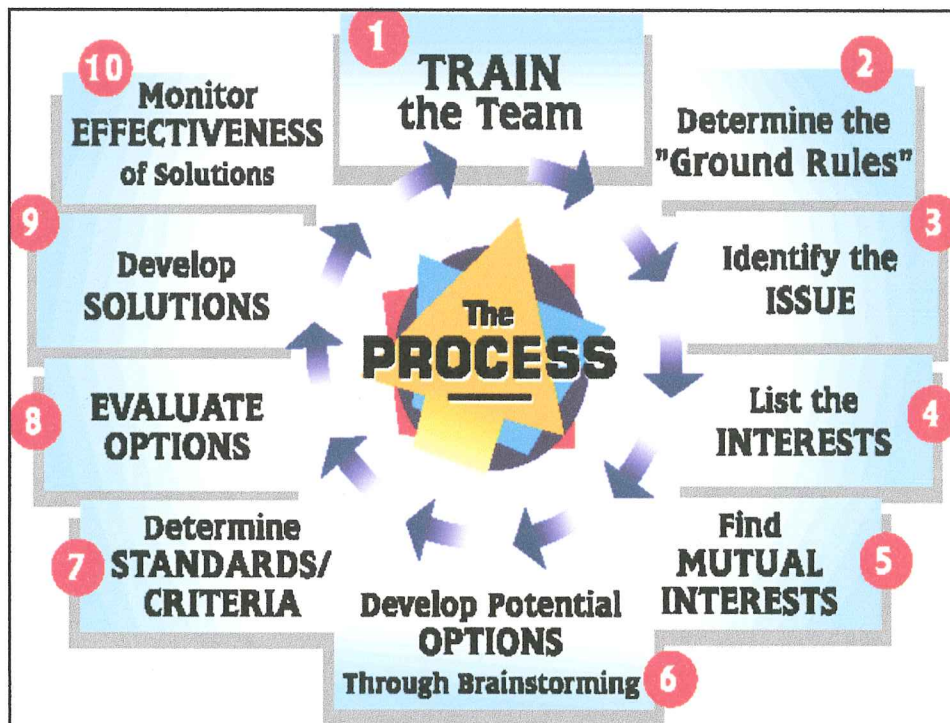 1
TRAIN
the Team
2
Determine the
"Ground Rules"
3
Identify the
ISSUE
4
List the
INTERESTS
5
Find
MUTUAL
INTERESTS
6
Develop Potential
OPTIONS
Through Brainstorming
7
Determine
STANDARDS/
CRITERIA
8
EVALUATE
OPTIONS
9
Develop
SOLUTIONS
10
Monitor
EFFECTIVENESS
of Solutions
The
PROCESS